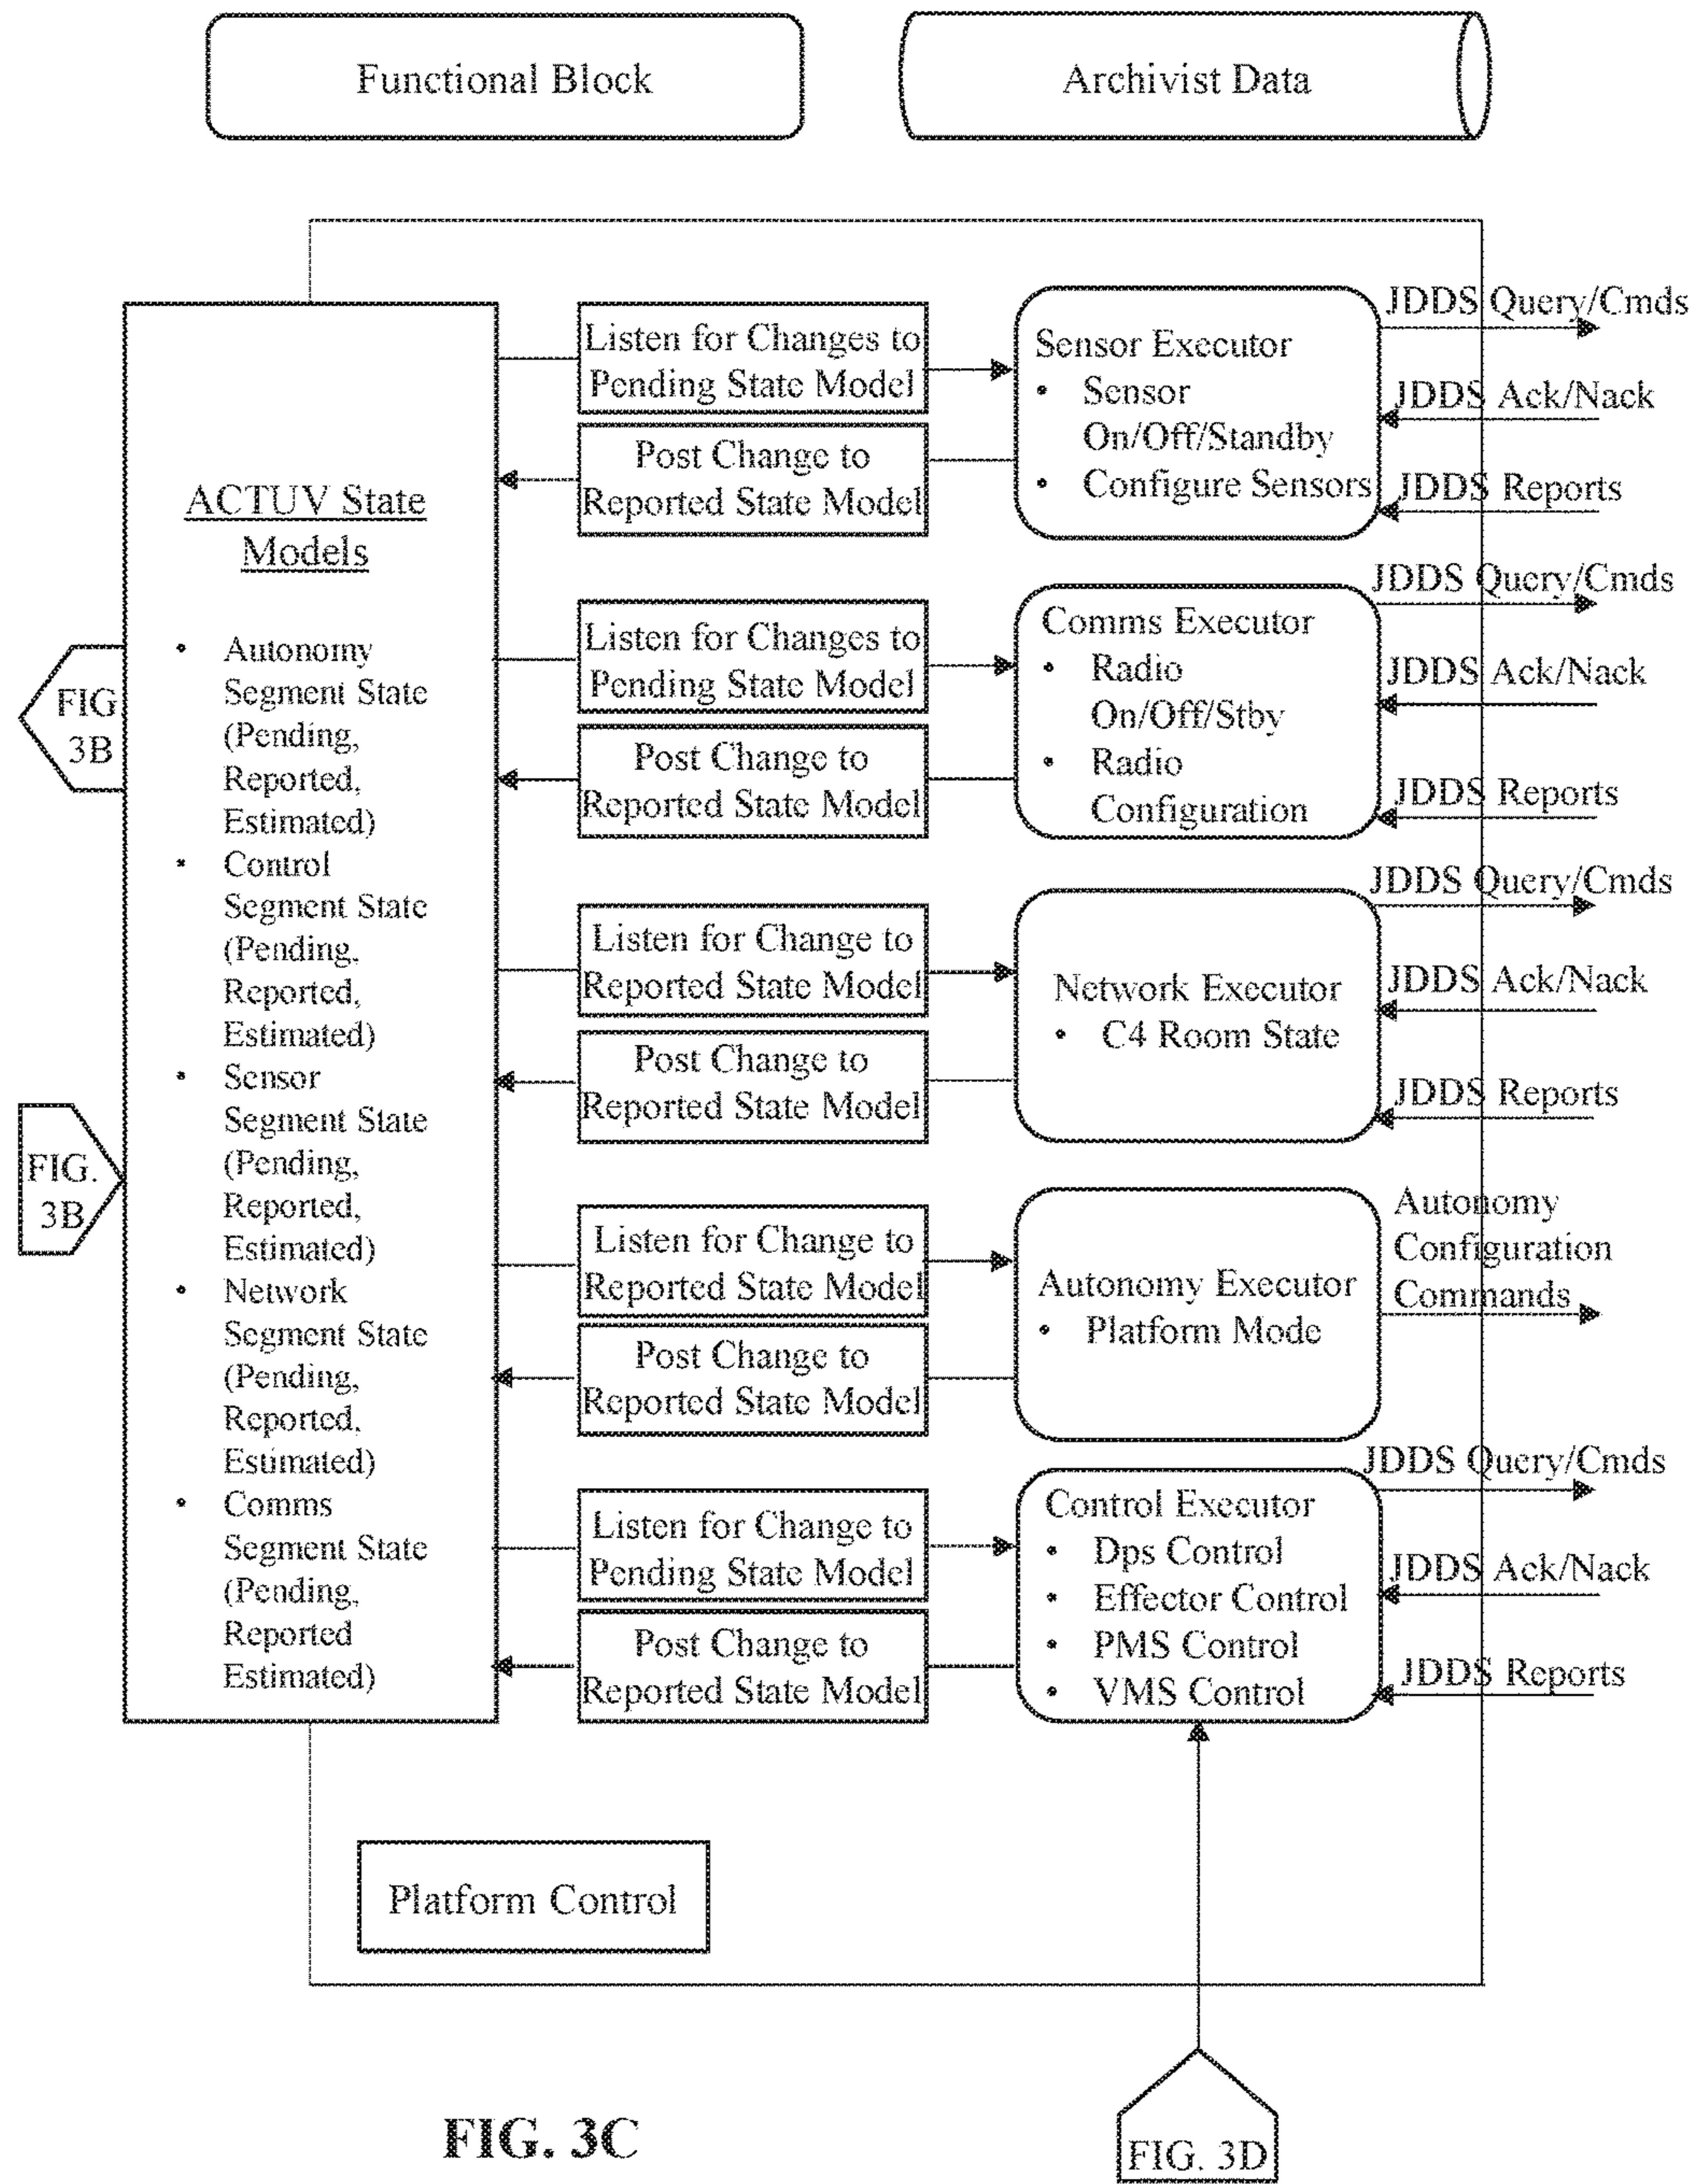 Functional Block
Archivist Data
ACTUV State
Models
• Autonomy
Segment State
(Pending,
Reported,
Estimated)
• Control
Segment State
(Pending,
Reported,
Estimated)
• Sensor
Segment State
(Pending,
Reported,
Estimated)
• Network
Segment State
(Pending,
Reported,
Estimated)
• Comms
Segment State
(Pending,
Reported
Estimated)
FIG
3B
FIG.
3B
Listen for Changes to
Pending State Model
Post Change to
Reported State Model
Sensor Executor
• Sensor
On/Off/Standby
• Configure Sensors
JDDS Query/Cmds
JDDS Ack/Nack
JDDS Reports
Listen for Changes to
Pending State Model
Post Change to
Reported State Model
Comms Executor
• Radio
On/Off/Stby
• Radio
Configuration
JDDS Query/Cmds
JDDS Ack/Nack
JDDS Reports
Listen for Change to
Reported State Model
Post Change to
Reported State Model
Network Executor
• C4 Room State
JDDS Query/Cmds
JDDS Ack/Nack
JDDS Reports
Listen for Change to
Reported State Model
Post Change to
Reported State Model
Autonomy Executor
• Platform Mode
Autonomy
Configuration
Commands
Listen for Change to
Pending State Model
Post Change to
Reported State Model
Control Executor
• Dps Control
• Effector Control
• PMS Control
• VMS Control
JDDS Query/Cmds
JDDS Ack/Nack
JDDS Reports
Platform Control
FIG. 3D
FIG. 3C